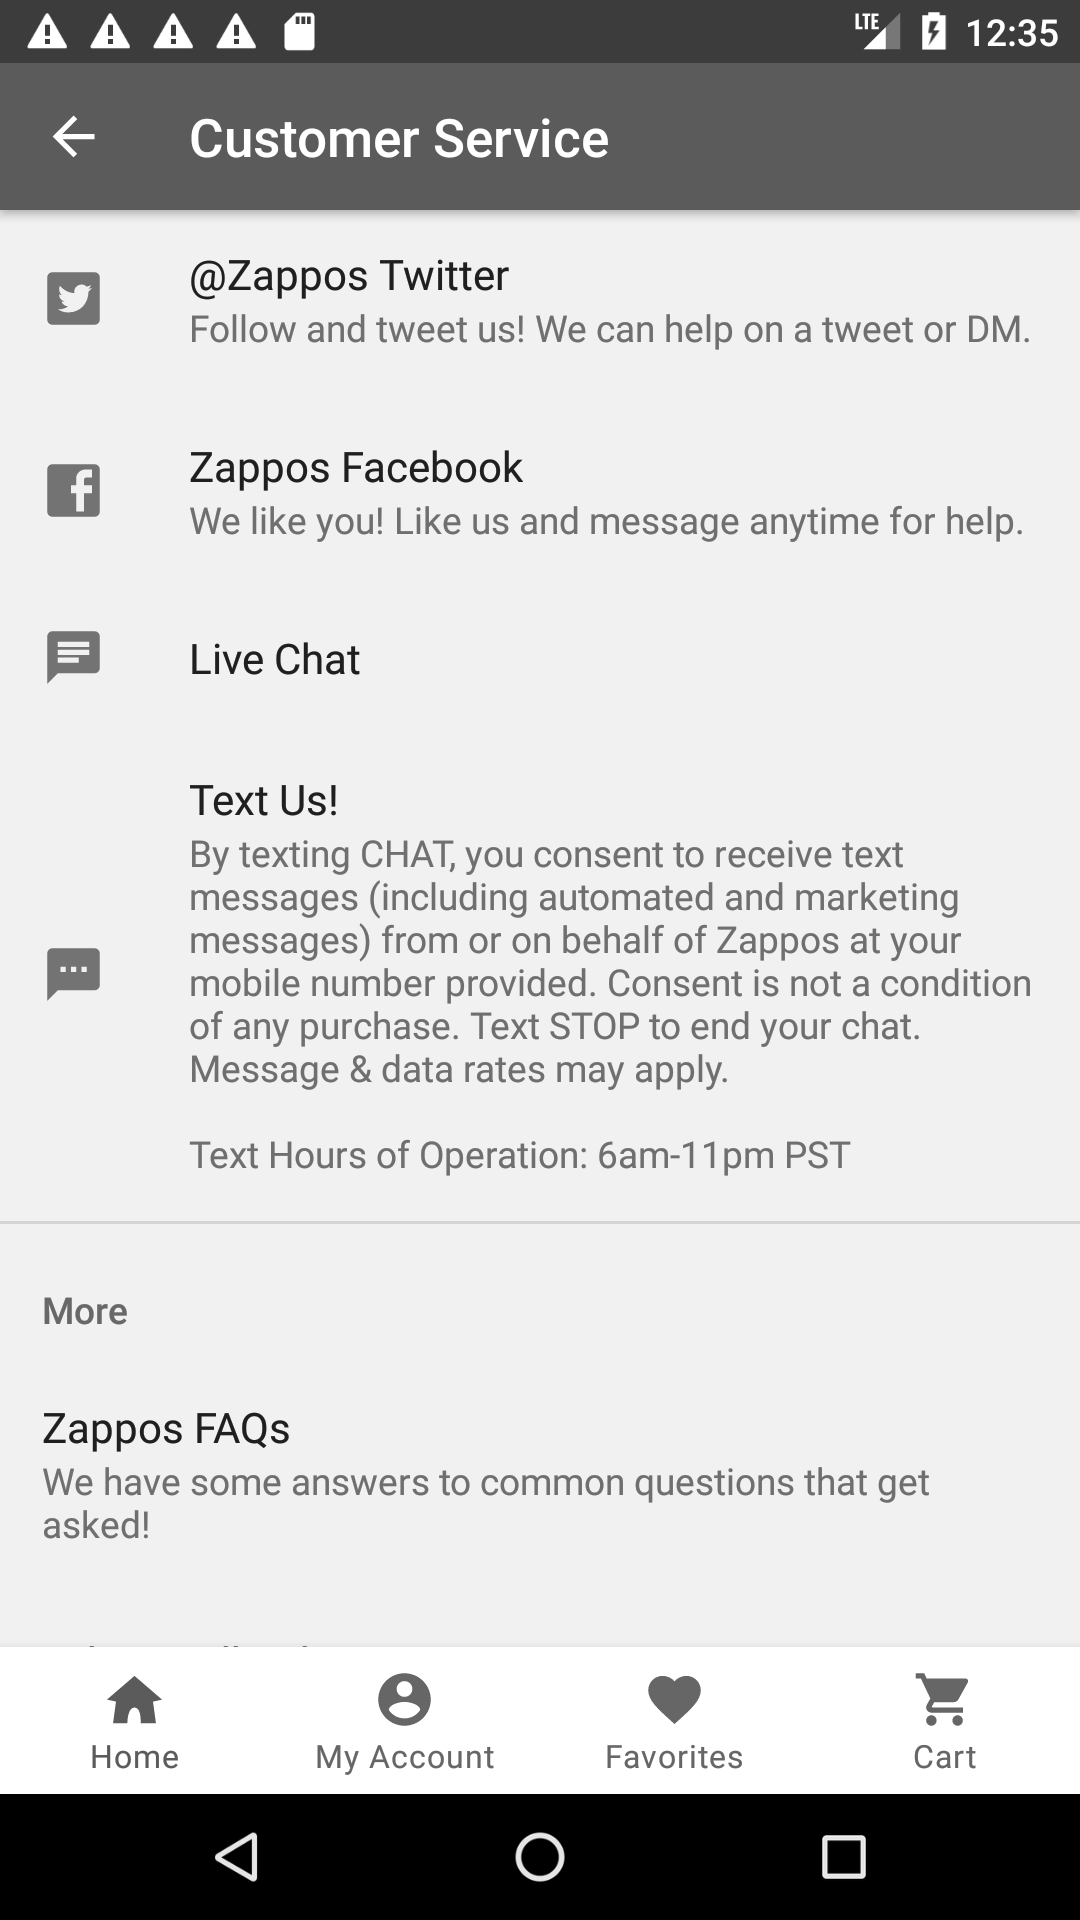 LTE 12:35
Customer Service
@Zappos Twitter
Follow and tweet us! We can help on a tweet or DM.
Zappos Facebook
We like you! Like us and message anytime for help.
Live Chat
Text Us!
By texting CHAT, you consent to receive text
messages (including automated and marketing
messages) from or on behalf of Zappos at your
mobile number provided. Consent is not a condition
of any purchase. Text STOP to end your chat.
Message & data rates may apply.
Text Hours of Operation: 6am-11pm PST
More
Zappos FAQs
We have some answers to common questions that get
asked!
Home
My Account
Favorites
Cart